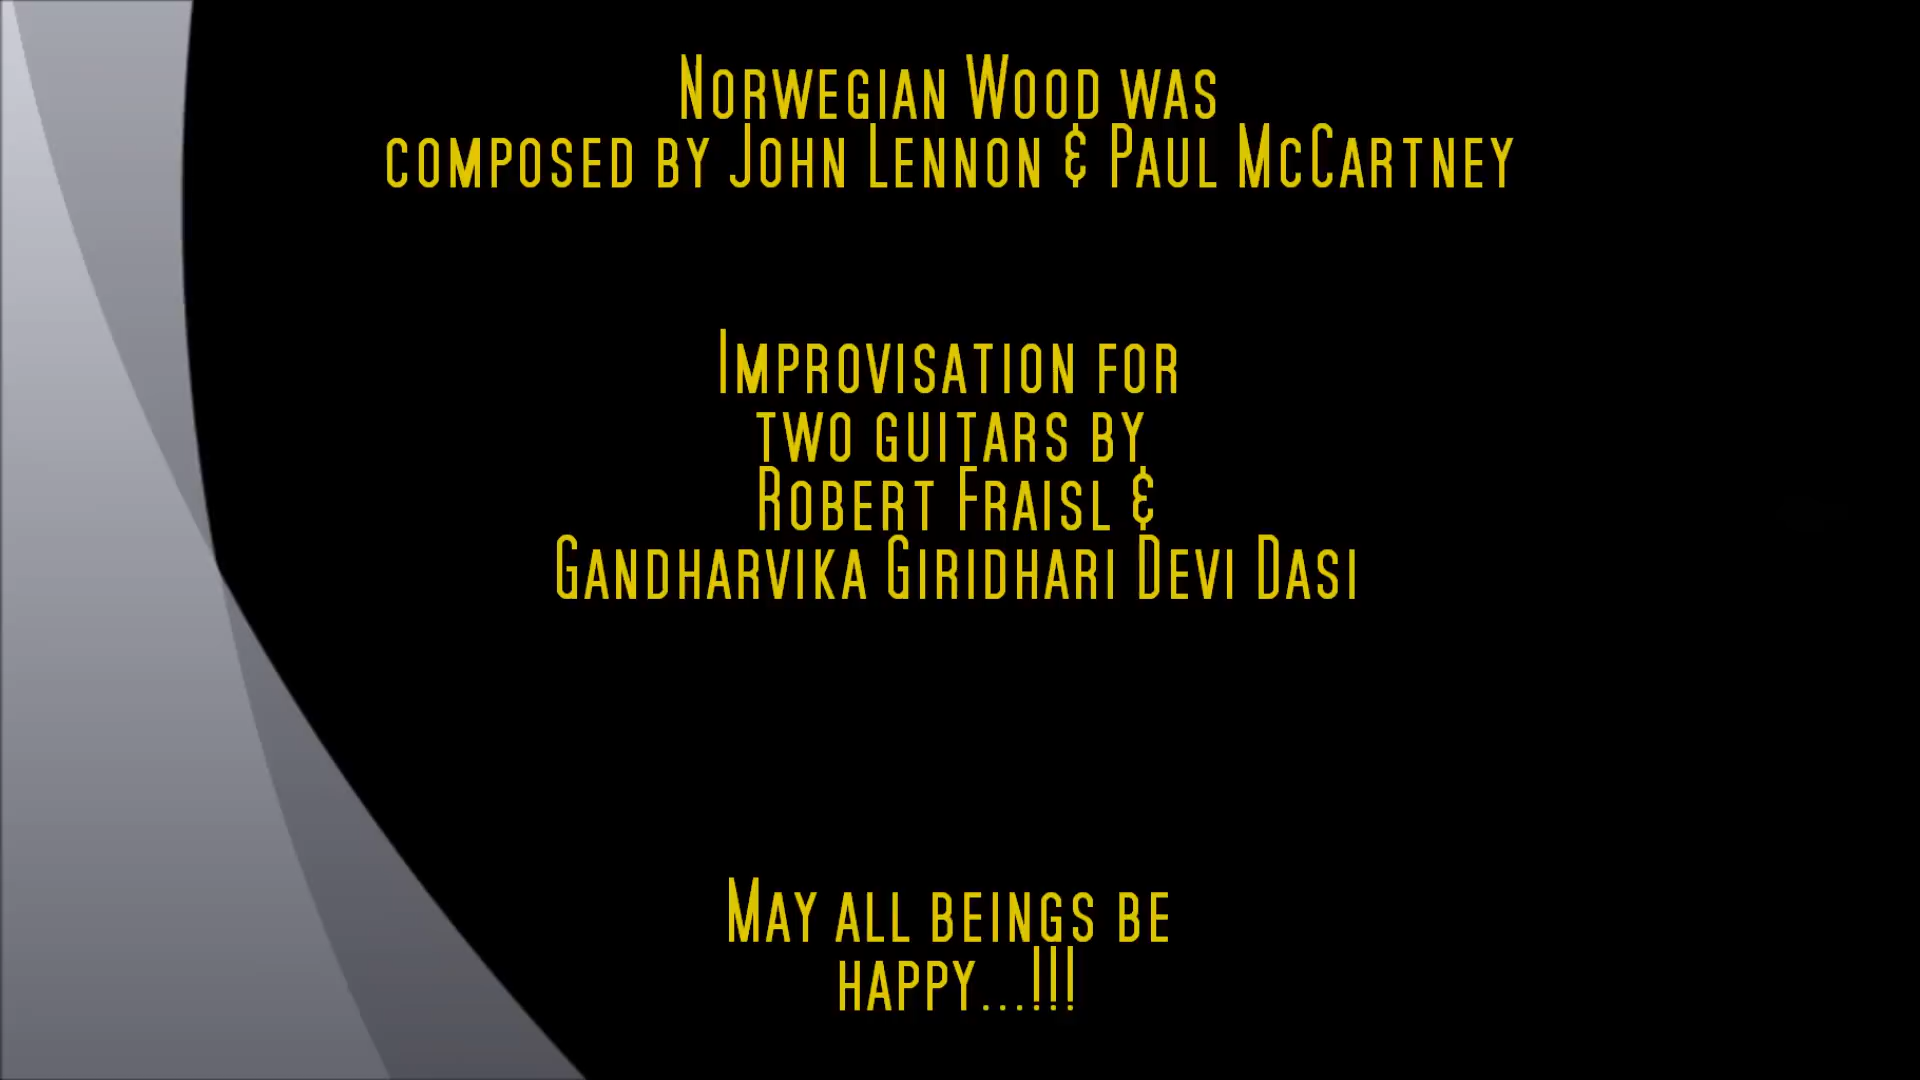 Norwegian Wood was
composed by John Lennon & Paul McCartney
Improvisation for
two guitars by
Robert Fraisl &
Gandharvika Giridhari Devi Dasi
May all beings be
happy...!!!